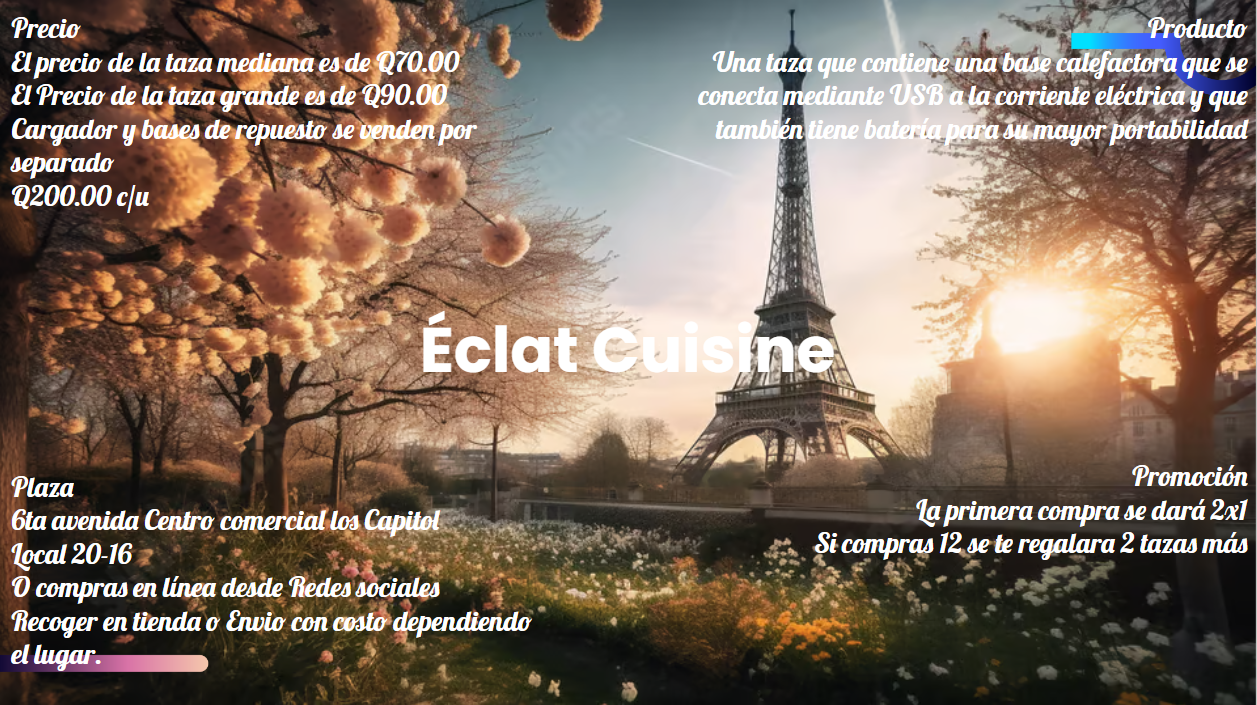 Precio
El precio de la taza mediana es de Q70.00
El Precio de la taza grande es de Q90.00
Cargador y bases de repuesto se venden por
separado
Q200.00 c/u
Producto
Una taza que contiene una base calefactora que se
conecta mediante USB a la corriente eléctrica y que
también tiene batería para su mayor portabilidad
Éclat Cuisine
Plaza
6ta avenida Centro comercial los Capitol
Local 20-16
O compras en línea desde Redes sociales
Recoger en tienda o Envio con costo dependiendo
el lugar.
Promoción
La primera compra se dará 2x1
Si compras 12 se te regalara 2 tazas más